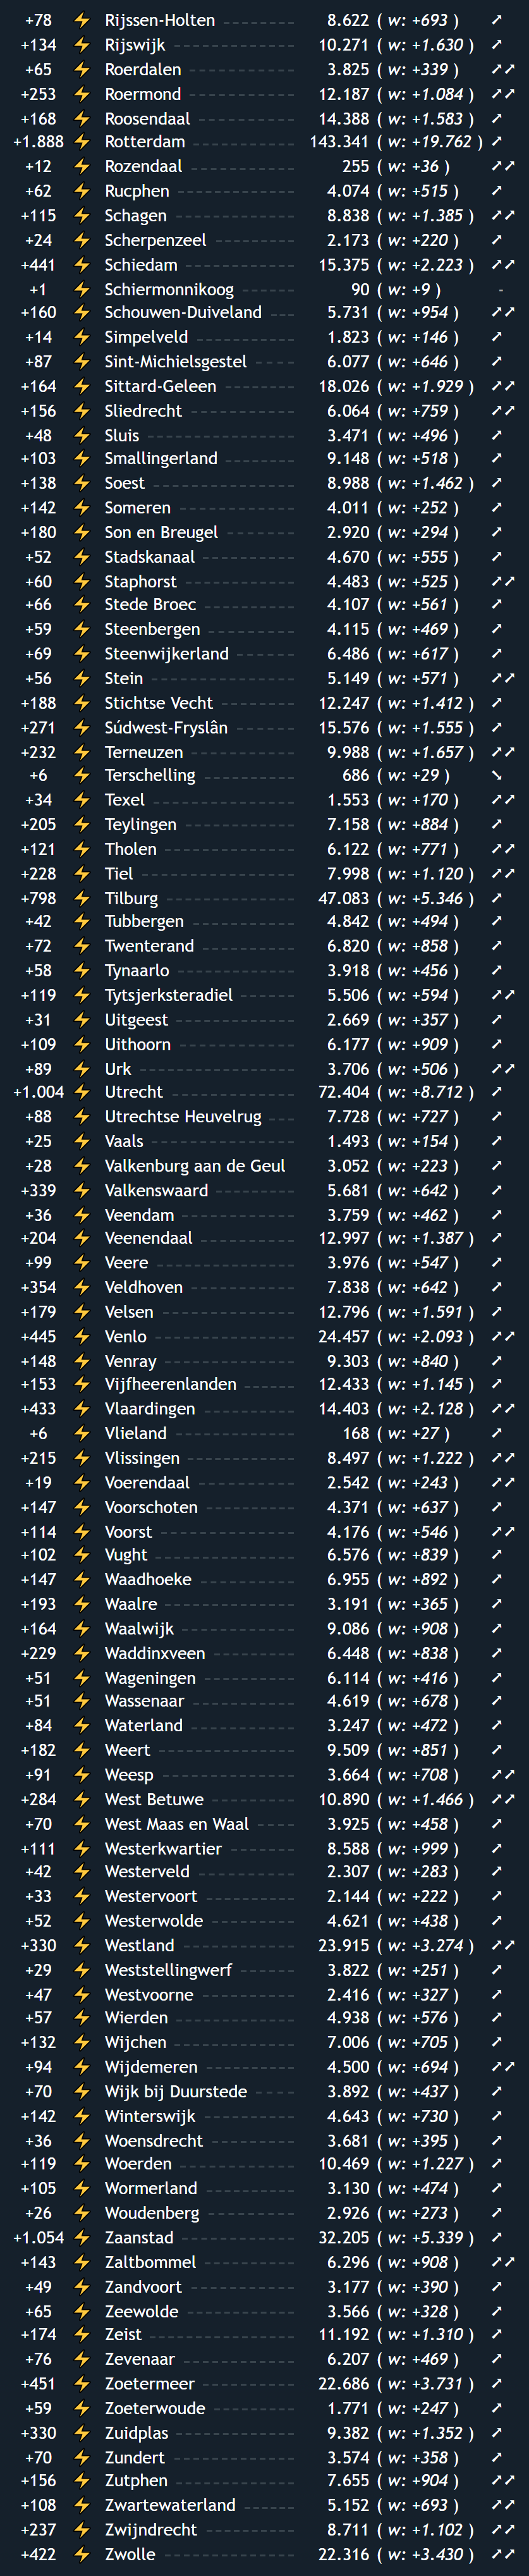 +78 ⚡ Rijssen-Holten 8.622 ( w: +693 ) ↗
+134 ⚡ Rijswijk 10.271 ( w: +1.630 ) ↗
+65 ⚡ Roerdalen 3.825 ( w: +339 ) ↗↗
+253 ⚡ Roermond 12.187 ( w: +1.084 ) ↗↗
+168 ⚡ Roosendaal 14.388 ( w: +1.583 ) ↗
+1.888 ⚡ Rotterdam 143.341 ( w: +19.762 ) ↗
+12 ⚡ Rozendaal 255 ( w: +36 ) ↗↗
+62 ⚡ Rucphen 4.074 ( w: +515 ) ↗
+115 ⚡ Schagen 8.838 ( w: +1.385 ) ↗↗
+24 ⚡ Scherpenzeel 2.173 ( w: +220 ) ↗
+441 ⚡ Schiedam 15.375 ( w: +2.223 ) ↗↗
+1 ⚡ Schiermonnikoog 90 ( w: +9 ) -
+160 ⚡ Schouwen-Duiveland 5.731 ( w: +954 ) ↗↗
+14 ⚡ Simpelveld 1.823 ( w: +146 ) ↗
+87 ⚡ Sint-Michielsgestel 6.077 ( w: +646 ) ↗
+164 ⚡ Sittard-Geleen 18.026 ( w: +1.929 ) ↗↗
+156 ⚡ Sliedrecht 6.064 ( w: +759 ) ↗↗
+48 ⚡ Sluis 3.471 ( w: +496 ) ↗
+103 ⚡ Smallingerland 9.148 ( w: +518 ) ↗
+138 ⚡ Soest 8.988 ( w: +1.462 ) ↗
+142 ⚡ Someren 4.011 ( w: +252 ) ↗
+180 ⚡ Son en Breugel 2.920 ( w: +294 ) ↗
+52 ⚡ Stadskanaal 4.670 ( w: +555 ) ↗
+60 ⚡ Staphorst 4.483 ( w: +525 ) ↗↗
+66 ⚡ Stede Broec 4.107 ( w: +561 ) ↗
+59 ⚡ Steenbergen 4.115 ( w: +469 ) ↗
+69 ⚡ Steenwijkerland 6.486 ( w: +617 ) ↗
+56 ⚡ Stein 5.149 ( w: +571 ) ↗↗
+188 ⚡ Stichtse Vecht 12.247 ( w: +1.412 ) ↗
+271 ⚡ Súdwest-Fryslân 15.576 ( w: +1.555 ) ↗
+232 ⚡ Terneuzen 9.988 ( w: +1.657 ) ↗↗
+6 ⚡ Terschelling 686 ( w: +29 ) ↘
+34 ⚡ Texel 1.553 ( w: +170 ) ↗↗
+205 ⚡ Teylingen 7.158 ( w: +884 ) ↗
+121 ⚡ Tholen 6.122 ( w: +771 ) ↗↗
+228 ⚡ Tiel 7.998 ( w: +1.120 ) ↗↗
+798 ⚡ Tilburg 47.083 ( w: +5.346 ) ↗
+42 ⚡ Tubbergen 4.842 ( w: +494 ) ↗
+72 ⚡ Twenterand 6.820 ( w: +858 ) ↗
+58 ⚡ Tynaarlo 3.918 ( w: +456 ) ↗
+119 ⚡ Tytsjerksteradiel 5.506 ( w: +594 ) ↗↗
+31 ⚡ Uitgeest 2.669 ( w: +357 ) ↗
+109 ⚡ Uithoorn 6.177 ( w: +909 ) ↗
+89 ⚡ Urk 3.706 ( w: +506 ) ↗↗
+1.004 ⚡ Utrecht 72.404 ( w: +8.712 ) ↗
+88 ⚡ Utrechtse Heuvelrug 7.728 ( w: +727 ) ↗
+25 ⚡ Vaals 1.493 ( w: +154 ) ↗
+28 ⚡ Valkenburg aan de Geul 3.052 ( w: +223 ) ↗
+339 ⚡ Valkenswaard 5.681 ( w: +642 ) ↗
+36 ⚡ Veendam 3.759 ( w: +462 ) ↗
+204 ⚡ Veenendaal 12.997 ( w: +1.387 ) ↗
+99 ⚡ Veere 3.976 ( w: +547 ) ↗
+354 ⚡ Veldhoven 7.838 ( w: +642 ) ↗
+179 ⚡ Velsen 12.796 ( w: +1.591 ) ↗
+445 ⚡ Venlo 24.457 ( w: +2.093 ) ↗↗
+148 ⚡ Venray 9.303 ( w: +840 ) ↗
+153 ⚡ Vijfheerenlanden 12.433 ( w: +1.145 ) ↗
+433 ⚡ Vlaardingen 14.403 ( w: +2.128 ) ↗↗
+6 ⚡ Vlieland 168 ( w: +27 ) ↗
+215 ⚡ Vlissingen 8.497 ( w: +1.222 ) ↗↗
+19 ⚡ Voerendaal 2.542 ( w: +243 ) ↗↗
+147 ⚡ Voorschoten 4.371 ( w: +637 ) ↗
+114 ⚡ Voorst 4.176 ( w: +546 ) ↗↗
+102 ⚡ Vught 6.576 ( w: +839 ) ↗
+147 ⚡ Waadhoeke 6.955 ( w: +892 ) ↗
+193 ⚡ Waalre 3.191 ( w: +365 ) ↗
+164 ⚡ Waalwijk 9.086 ( w: +908 ) ↗
+229 ⚡ Waddinxveen 6.448 ( w: +838 ) ↗
+51 ⚡ Wageningen 6.114 ( w: +416 ) ↗
+51 ⚡ Wassenaar 4.619 ( w: +678 ) ↗
+84 ⚡ Waterland 3.247 ( w: +472 ) ↗
+182 ⚡ Weert 9.509 ( w: +851 ) ↗
+91 ⚡ Weesp 3.664 ( w: +708 ) ↗↗
+284 ⚡ West Betuwe 10.890 ( w: +1.466 ) ↗↗
+70 ⚡ West Maas en Waal 3.925 ( w: +458 ) ↗
+111 ⚡ Westerkwartier 8.588 ( w: +999 ) ↗
+42 ⚡ Westerveld 2.307 ( w: +283 ) ↗
+33 ⚡ Westervoort 2.144 ( w: +222 ) ↗
+52 ⚡ Westerwolde 4.621 ( w: +438 ) ↗
+330 ⚡ Westland 23.915 ( w: +3.274 ) ↗↗
+29 ⚡ Weststellingwerf 3.822 ( w: +251 ) ↗
+47 ⚡ Westvoorne 2.416 ( w: +327 ) ↗
+57 ⚡ Wierden 4.938 ( w: +576 ) ↗
+132 ⚡ Wijchen 7.006 ( w: +705 ) ↗
+94 ⚡ Wijdemeren 4.500 ( w: +694 ) ↗↗
+70 ⚡ Wijk bij Duurstede 3.892 ( w: +437 ) ↗
+142 ⚡ Winterswijk 4.643 ( w: +730 ) ↗
+36 ⚡ Woensdrecht 3.681 ( w: +395 ) ↗
+119 ⚡ Woerden 10.469 ( w: +1.227 ) ↗
+105 ⚡ Wormerland 3.130 ( w: +474 ) ↗
+26 ⚡ Woudenberg 2.926 ( w: +273 ) ↗
+1.054 ⚡ Zaanstad 32.205 ( w: +5.339 ) ↗
+143 ⚡ Zaltbommel 6.296 ( w: +908 ) ↗↗
+49 ⚡ Zandvoort 3.177 ( w: +390 ) ↗
+65 ⚡ Zeewolde 3.566 ( w: +328 ) ↗
+174 ⚡ Zeist 11.192 ( w: +1.310 ) ↗
+76 ⚡ Zevenaar 6.207 ( w: +469 ) ↗
+451 ⚡ Zoetermeer 22.686 ( w: +3.731 ) ↗
+59 ⚡ Zoeterwoude 1.771 ( w: +247 ) ↗
+330 ⚡ Zuidplas 9.382 ( w: +1.352 ) ↗
+70 ⚡ Zundert 3.574 ( w: +358 ) ↗
+156 ⚡ Zutphen 7.655 ( w: +904 ) ↗↗
+108 ⚡ Zwartewaterland 5.152 ( w: +693 ) ↗↗
+237 ⚡ Zwijndrecht 8.711 ( w: +1.102 ) ↗↗
+422 ⚡ Zwolle 22.316 ( w: +3.430 ) ↗↗